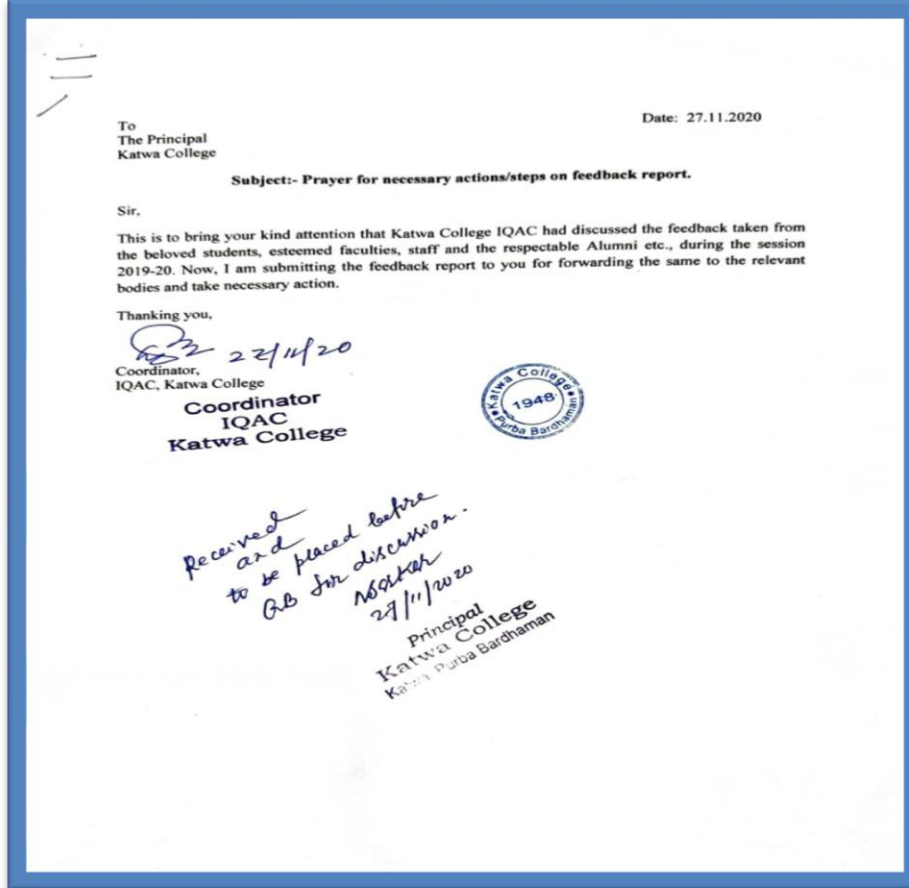 Date: 27.11.2020
To
The Principal
Katwa College
Subject:- Prayer for necessary actions/steps on feedback report.
Sir,
This is to bring your kind attention that Katwa College IQAC had discussed the feedback taken from
the beloved students, esteemed faculties, staff and the respectable Alumni etc., during the session
2019-20. Now, I am submitting the feedback report to you for forwarding the same to the relevant
bodies and take necessary action.
Thanking you,
27/11/20
Coordinator,
IQAC, Katwa College
Coordinator
IQAC
Katwa College
Katwa College
1948
Purba Bardhaman
Received
and
to be placed before
GB for discussion.
27/11/2020
Principal
Katwa College
Katwa Purba Bardhaman